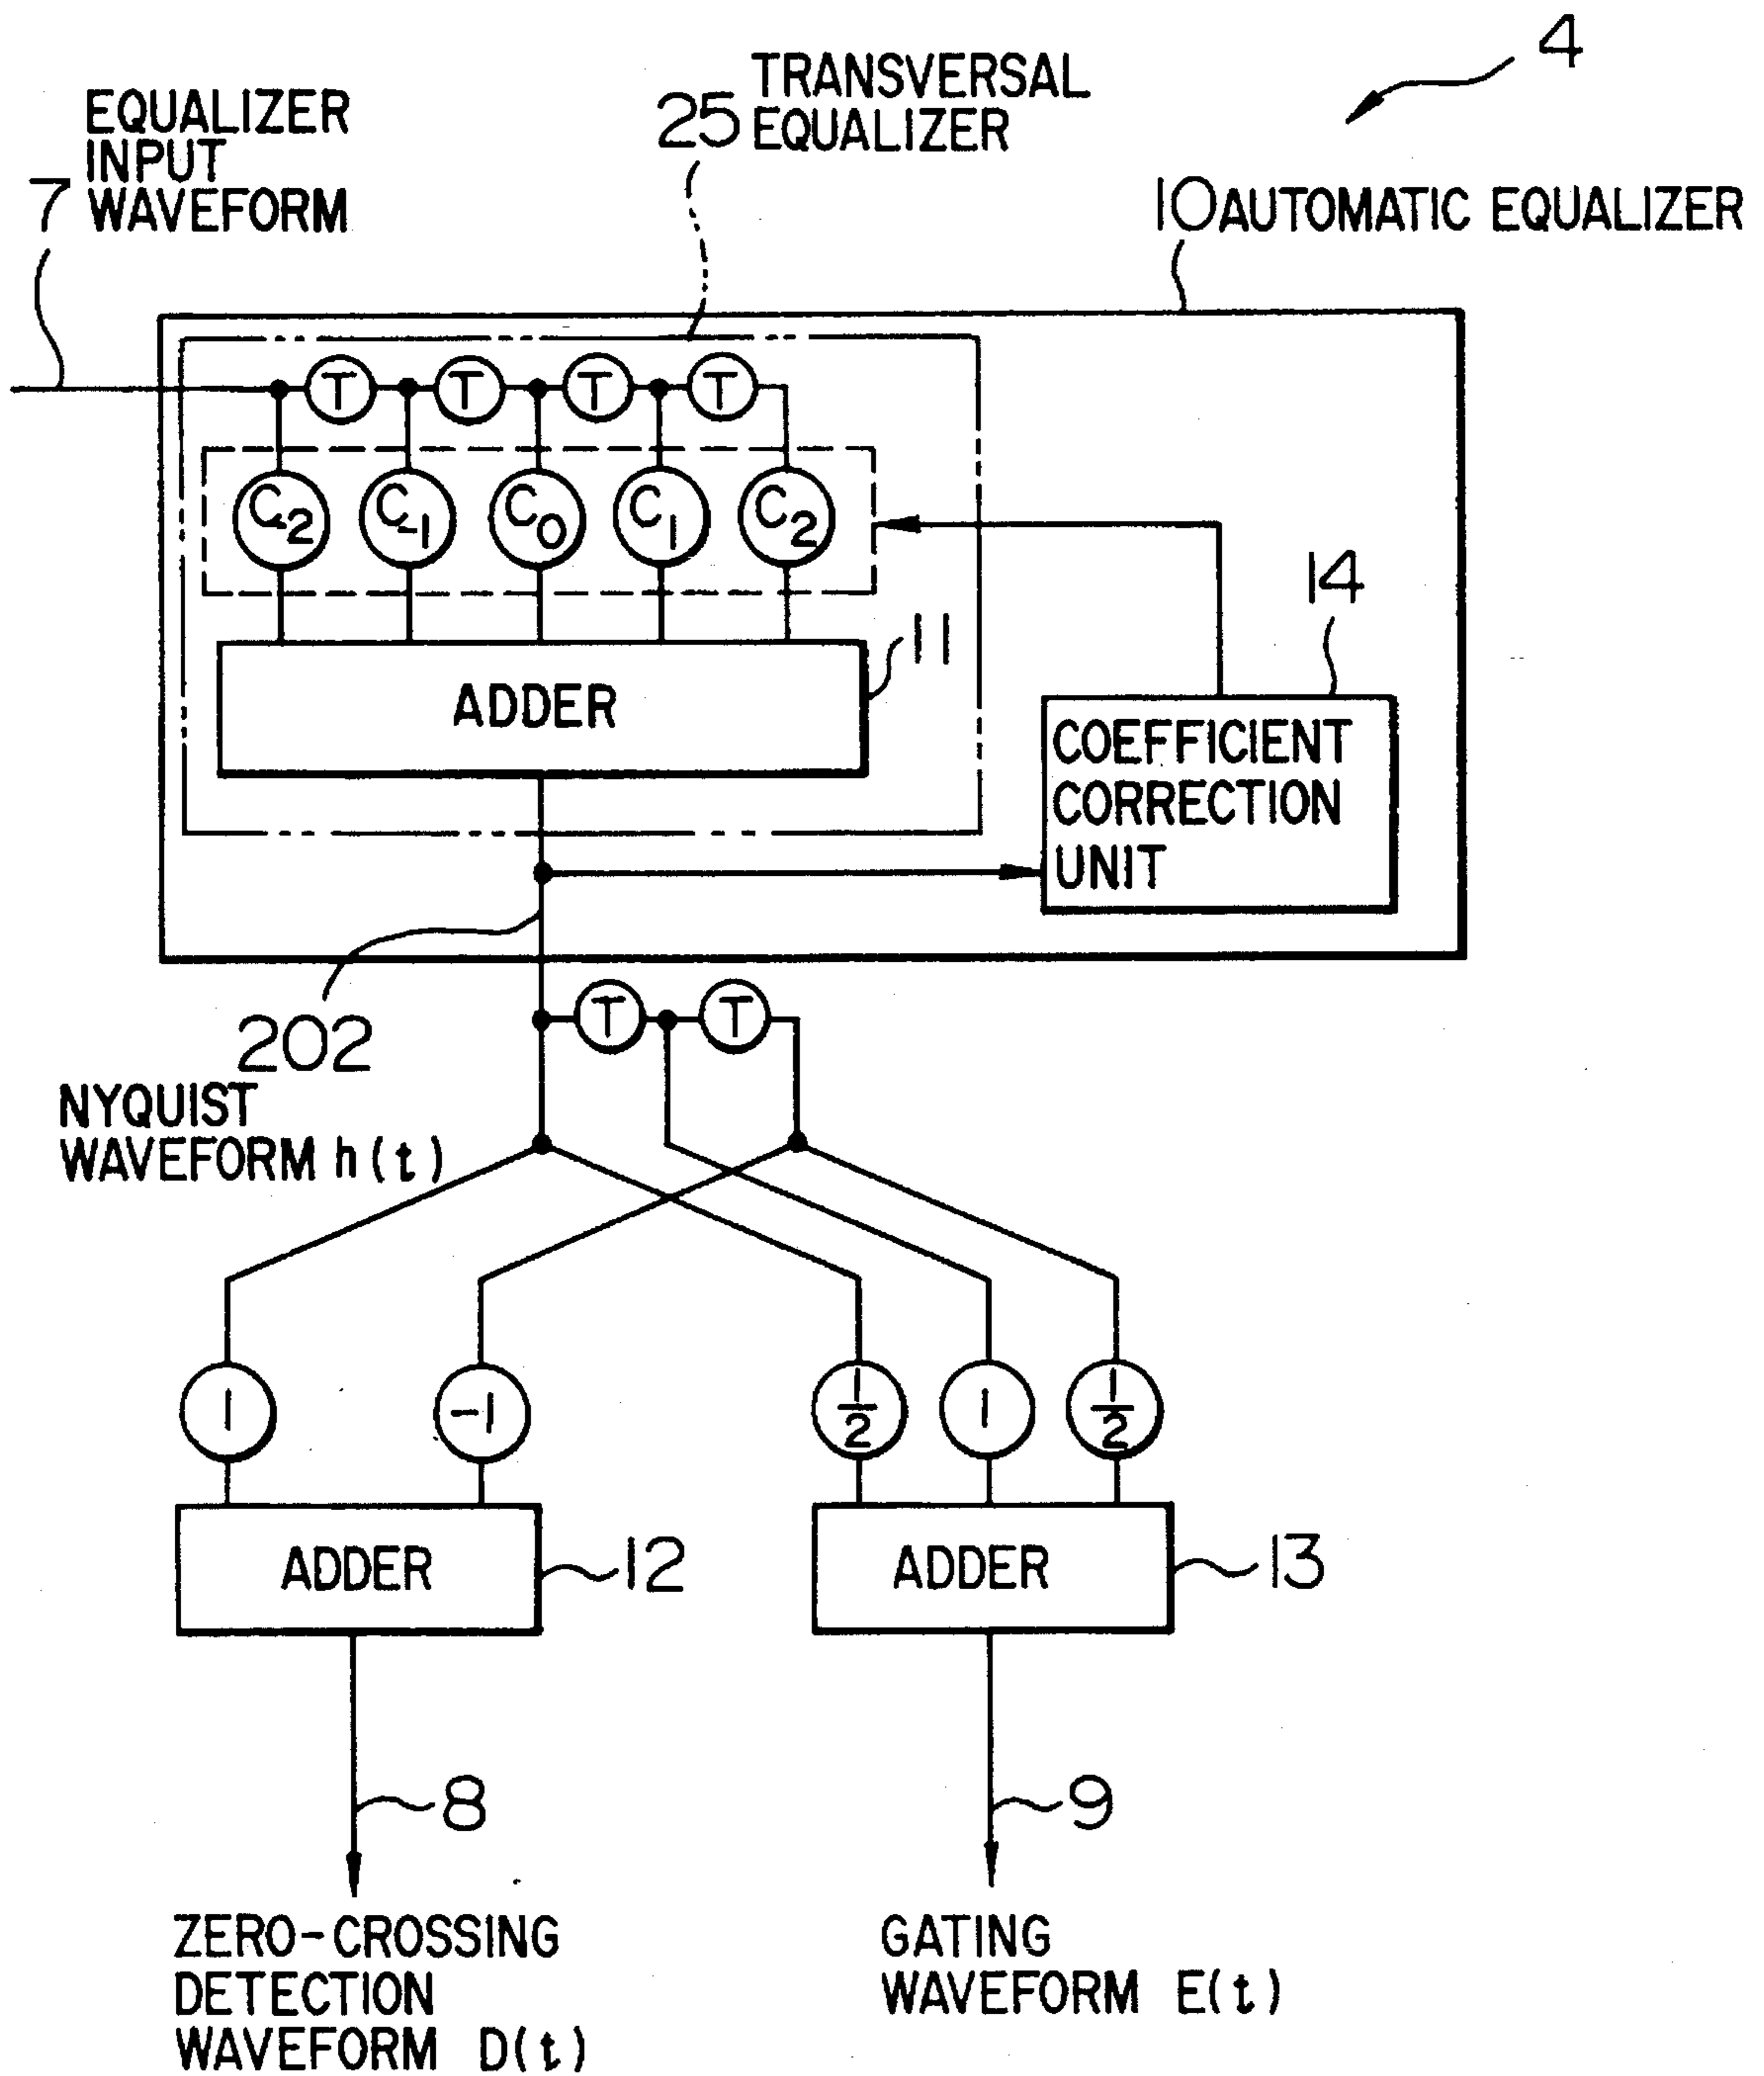 4
TRANSVERSAL
25 EQUALIZER
EQUALIZER
INPUT
7 WAVEFORM
10 AUTOMATIC EQUALIZER
T T T T
C-2 C-1 C0 C1 C2
11
ADDER
14
COEFFICIENT
CORRECTION
UNIT
T T
202
NYQUIST
WAVEFORM h(t)
1 -1 1/2 1 1/2
ADDER 12
ADDER 13
8
9
ZERO-CROSSING
DETECTION
WAVEFORM D(t)
GATING
WAVEFORM E(t)